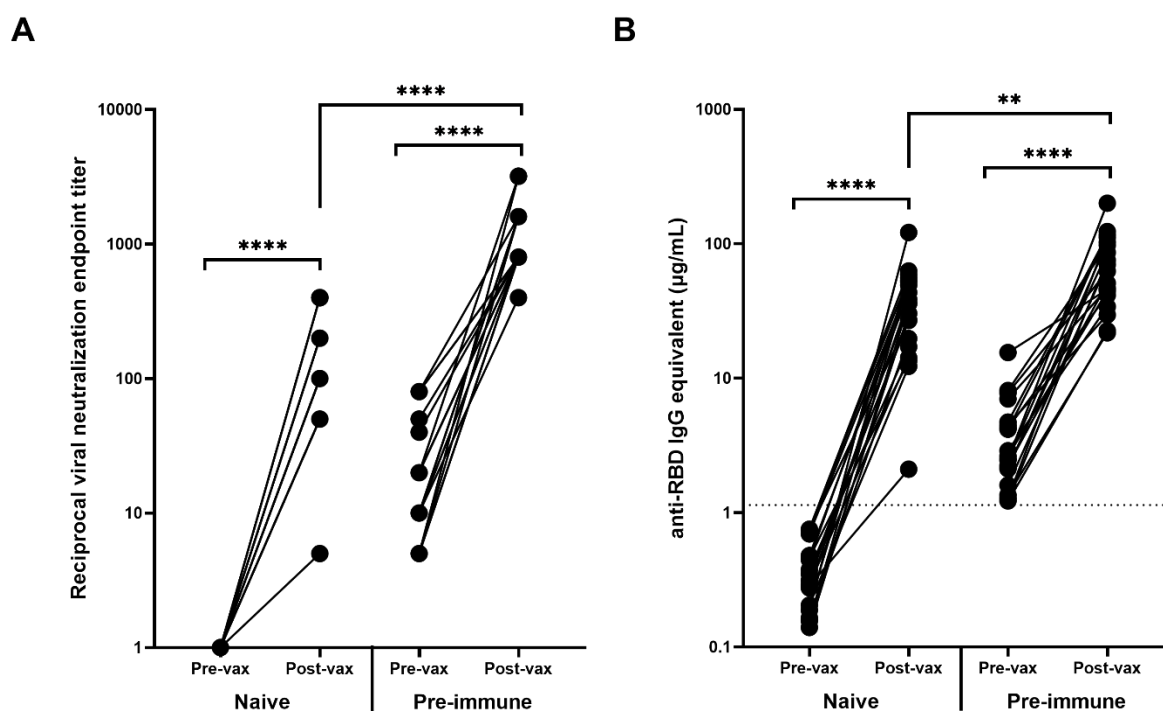 A
Reciprocal viral neutralization endpoint titer
10000
1000
100
10
1
****
****
****
Pre-vax Post-vax Pre-vax Post-vax
Naive Pre-immune
B
anti-RBD IgG equivalent (µg/mL)
1000
100
10
1
0.1
**
****
****
Pre-vax Post-vax Pre-vax Post-vax
Naive Pre-immune